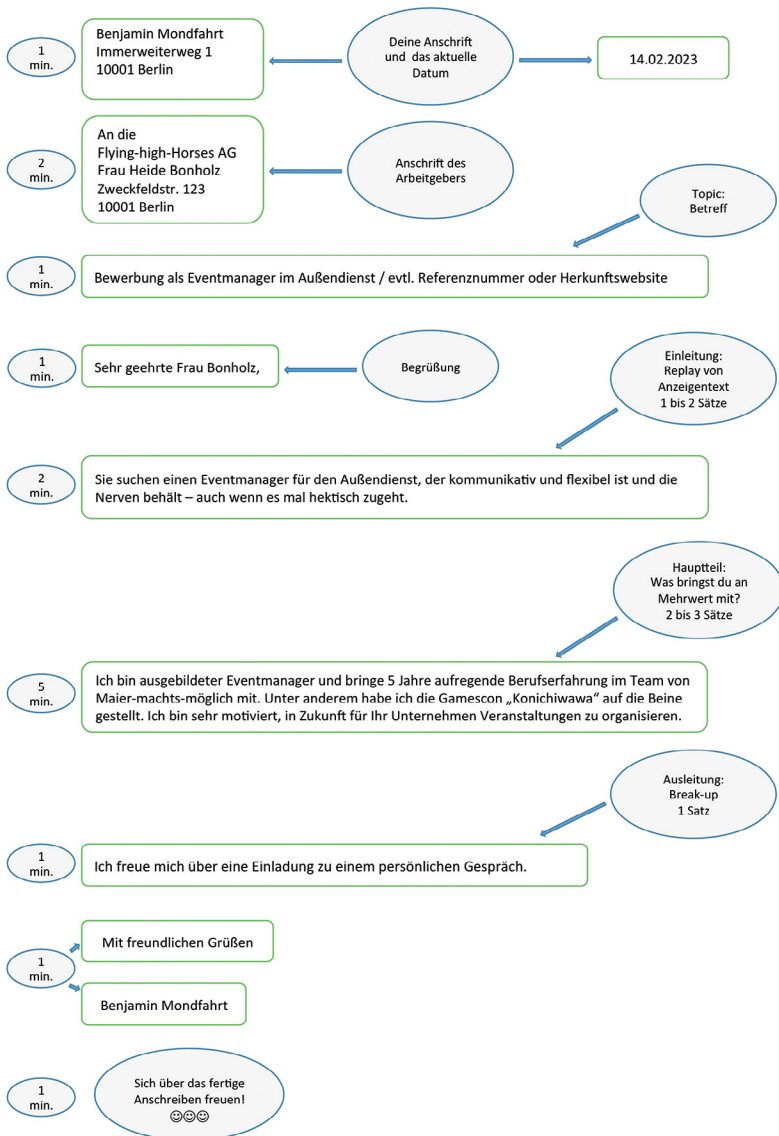 1
min.
Benjamin Mondfahrt
Immerweiterweg 1
10001 Berlin
Deine Anschrift
und das aktuelle
Datum
14.02.2023
2
min.
An die
Flying-high-Horses AG
Frau Heide Bonholz
Zweckfeldstr. 123
10001 Berlin
Anschrift des
Arbeitgebers
Topic:
Betreff
1
min.
Bewerbung als Eventmanager im Außendienst / evtl. Referenznummer oder Herkunftswebsite
1
min.
Sehr geehrte Frau Bonholz,
Begrüßung
Einleitung:
Replay von
Anzeigentext
1 bis 2 Sätze
2
min.
Sie suchen einen Eventmanager für den Außendienst, der kommunikativ und flexibel ist und die
Nerven behält – auch wenn es mal hektisch zugeht.
Hauptteil:
Was bringst du an
Mehrwert mit?
2 bis 3 Sätze
5
min.
Ich bin ausgebildeter Eventmanager und bringe 5 Jahre aufregende Berufserfahrung im Team von
Maier-machts-möglich mit. Unter anderem habe ich die Gamescon „Konichiwawa“ auf die Beine
gestellt. Ich bin sehr motiviert, in Zukunft für Ihr Unternehmen Veranstaltungen zu organisieren.
Ausleitung:
Break-up
1 Satz
1
min.
Ich freue mich über eine Einladung zu einem persönlichen Gespräch.
1
min.
Mit freundlichen Grüßen
Benjamin Mondfahrt
1
min.
Sich über das fertige
Anschreiben freuen!
☺☺☺